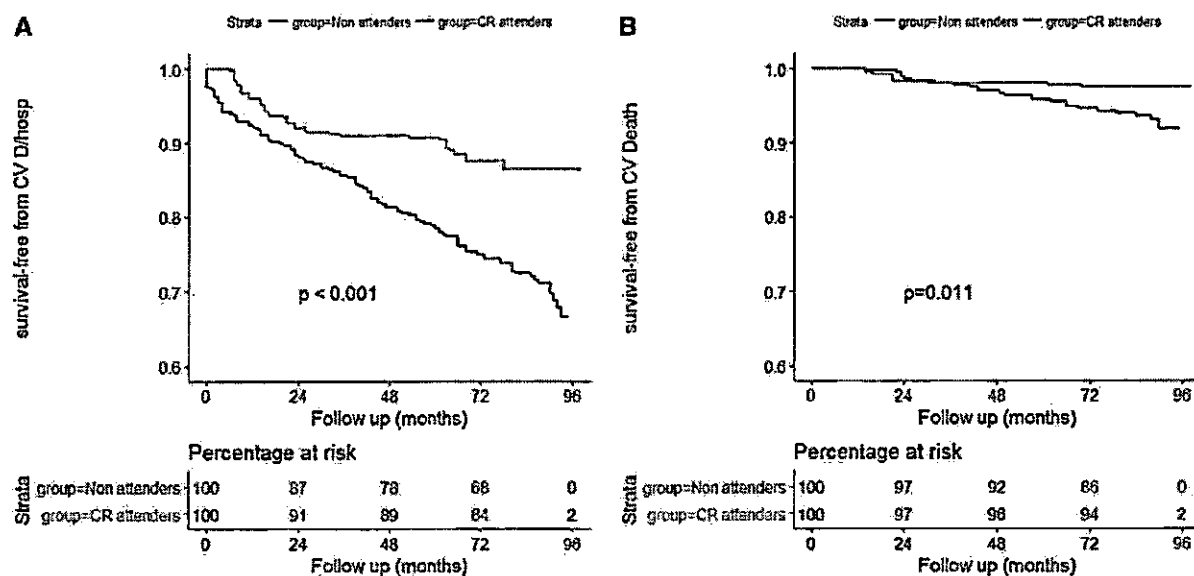 A
Strata — group=Non attenders — group=CR attenders
survival-free from CV D/hosp
1.0
0.9
0.8
0.7
0.6
p < 0.001
0 24 48 72 96
Follow up (months)
Percentage at risk
Strata
group=Non attenders 100 87 78 68 0
group=CR attenders 100 91 89 84 2
0 24 48 72 96
Follow up (months)
B
Strata — group=Non attenders — group=CR attenders
survival-free from CV Death
1.0
0.9
0.8
0.7
0.6
p=0.011
0 24 48 72 96
Follow up (months)
Percentage at risk
Strata
group=Non attenders 100 97 92 86 0
group=CR attenders 100 97 96 94 2
0 24 48 72 96
Follow up (months)